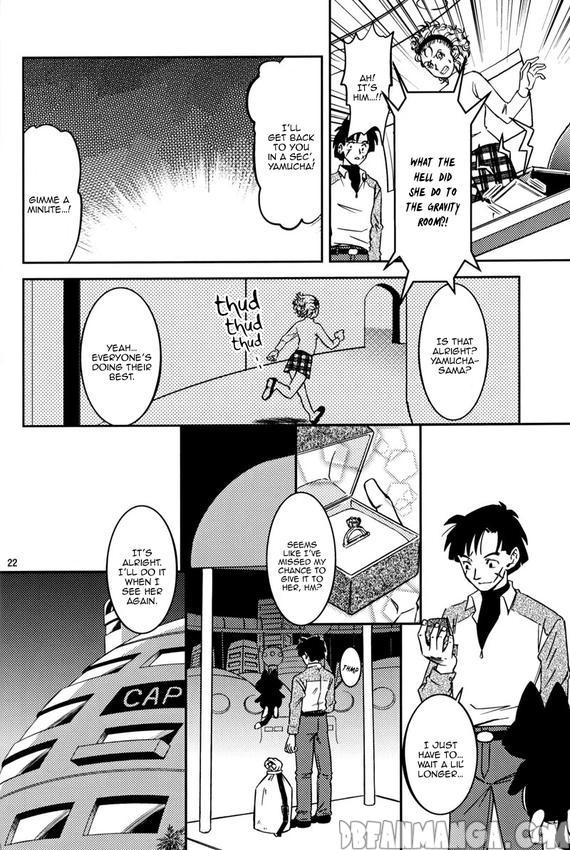 AH!
IT'S
HIM...!!
WHAT THE
HELL DID
SHE DO TO
THE GRAVITY
ROOM?!
I'LL
GET BACK
TO YOU
IN A SEC',
YAMUCHA!
GIMME A
MINUTE...!
thud
thud
thud
IS THAT
ALRIGHT?
YAMUCHA-
SAMA?
YEAH...
EVERYONE'S
DOING THEIR
BEST.
SEEMS
LIKE I'VE
MISSED MY
CHANCE TO
GIVE IT TO
HER, HM?
I JUST
HAVE TO...
WAIT A LIL'
LONGER...
IT'S
ALRIGHT.
I'LL DO IT
WHEN I
SEE HER
AGAIN.
THMP
CAP
22
DBFANMANGA.COM